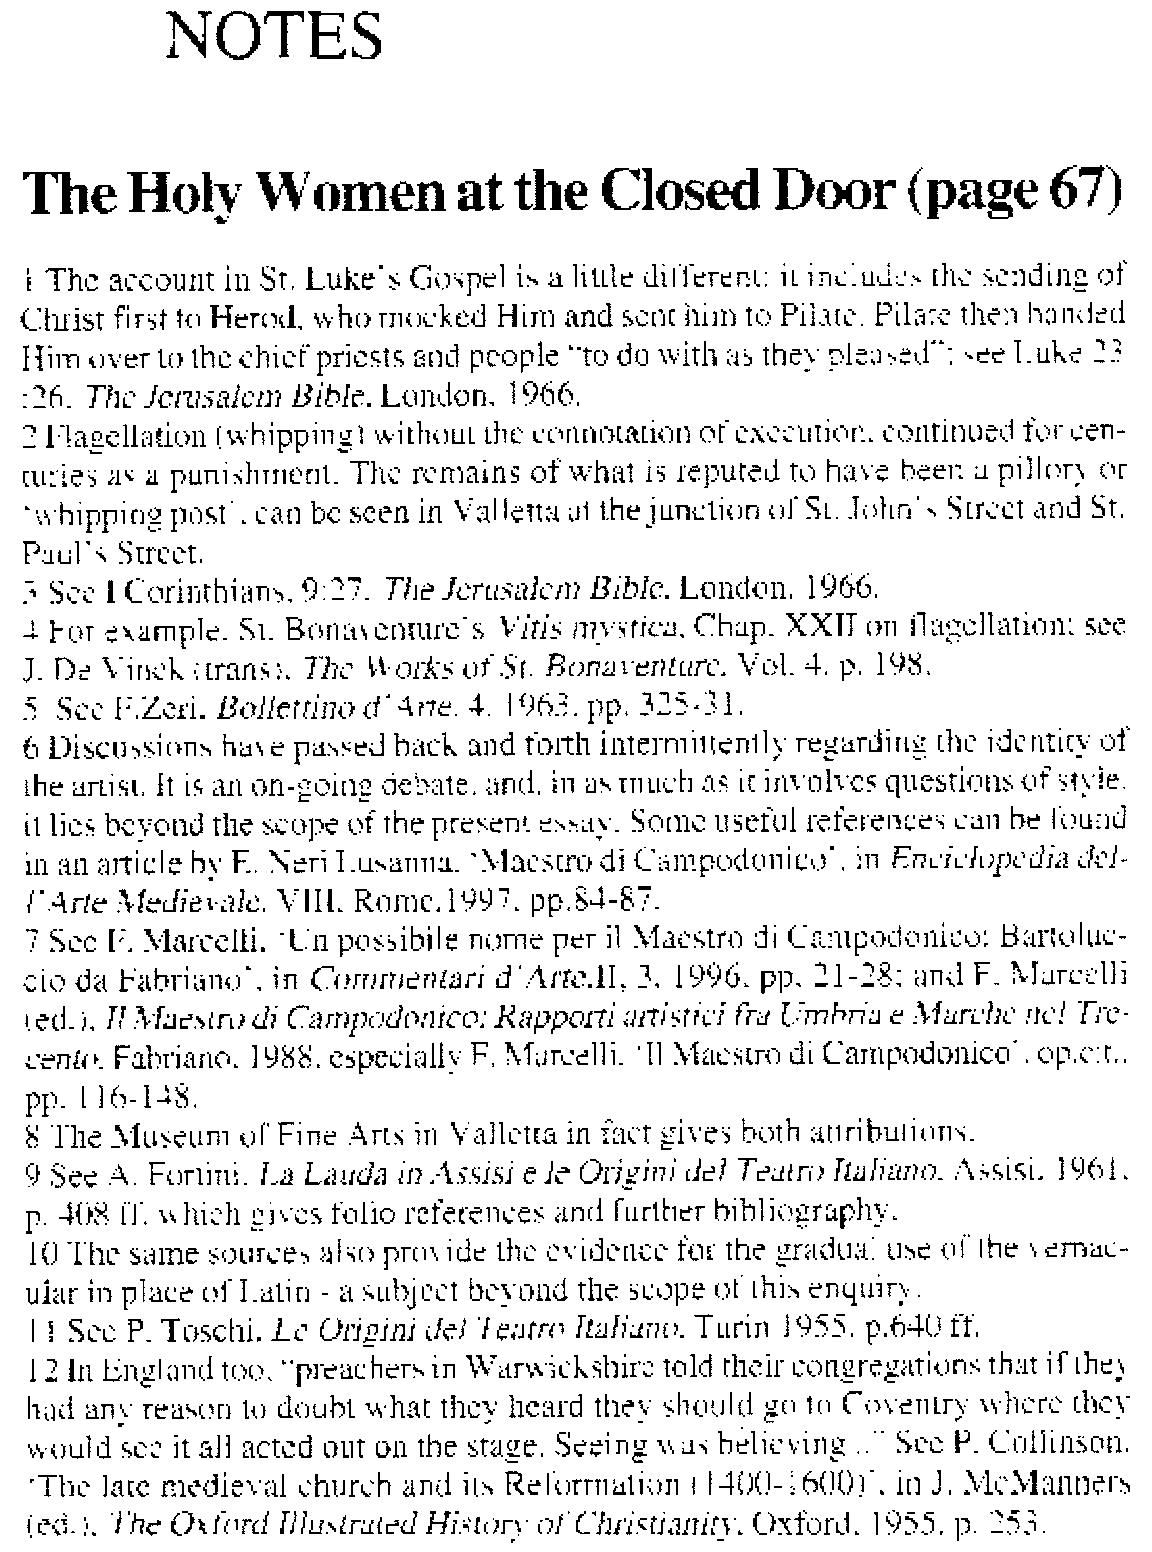 NOTES
The Holy Women at the Closed Door (page 67)
1 The account in St. Luke's Gospel is a little different: it includes the sending of
Christ first to Herod, who mocked Him and sent him to Pilate. Pilate then handed
Him over to the chief priests and people "to do with as they pleased"; see Luke 23
:26. The Jerusalem Bible. London, 1966.
2 Flagellation (whipping) without the connotation of execution, continued for cen-
turies as a punishment. The remains of what is reputed to have been a pillory or
'whipping post', can be seen in Valletta at the junction of St. John's Street and St.
Paul's Street.
3 See I Corinthians, 9:27. The Jerusalem Bible. London, 1966.
4 For example, St. Bonaventure's Vitis mystica, Chap. XXII on flagellation: see
J. De Vinck (trans), The Works of St. Bonaventure. Vol. 4, p. 198.
5 See F.Zeri. Bollettino d'Arte. 4, 1963, pp. 325-31.
6 Discussions have passed back and forth intermittently regarding the identity of
the artist. It is an on-going debate, and, in as much as it involves questions of style,
it lies beyond the scope of the present essay. Some useful references can be found
in an article by E. Neri Lusanna. 'Maestro di Campodonico', in Enciclopedia del-
l'Arte Medievale, VIII, Rome,1997, pp.84-87.
7 See F. Marcelli, 'Un possibile nome per il Maestro di Campodonico: Bartoluc-
cio da Fabriano', in Commentari d'Arte.II, 3, 1996, pp. 21-28; and F. Marcelli
(ed.), Il Maestro di Campodonico: Rapporti artistici fra Umbria e Marche nel Tre-
cento, Fabriano, 1988, especially F. Marcelli. 'Il Maestro di Campodonico', op.cit.,
pp. 116-148.
8 The Museum of Fine Arts in Valletta in fact gives both attributions.
9 See A. Fortini. La Lauda in Assisi e le Origini del Teatro Italiano. Assisi, 1961,
p. 408 ff. which gives folio references and further bibliography.
10 The same sources also provide the evidence for the gradual use of the vernac-
ular in place of Latin - a subject beyond the scope of this enquiry.
11 See P. Toschi. Le Origini del Teatro Italiano. Turin 1955, p.640 ff.
12 In England too, "preachers in Warwickshire told their congregations that if they
had any reason to doubt what they heard they should go to Coventry where they
would see it all acted out on the stage. Seeing was believing .." See P. Collinson,
'The late medieval church and its Reformation (1400-1600)', in J. McManners
(ed.), The Oxford Illustrated History of Christianity, Oxford, 1955, p. 253.